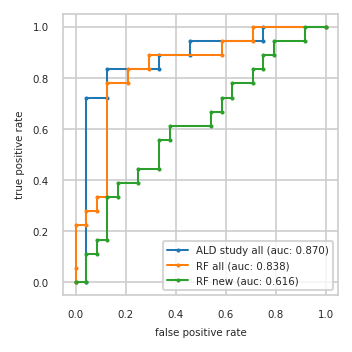 1.0
0.8
0.6
0.4
0.2
0.0
true positive rate
ALD study all (auc: 0.870)
RF all (auc: 0.838)
RF new (auc: 0.616)
0.0 0.2 0.4 0.6 0.8 1.0
false positive rate